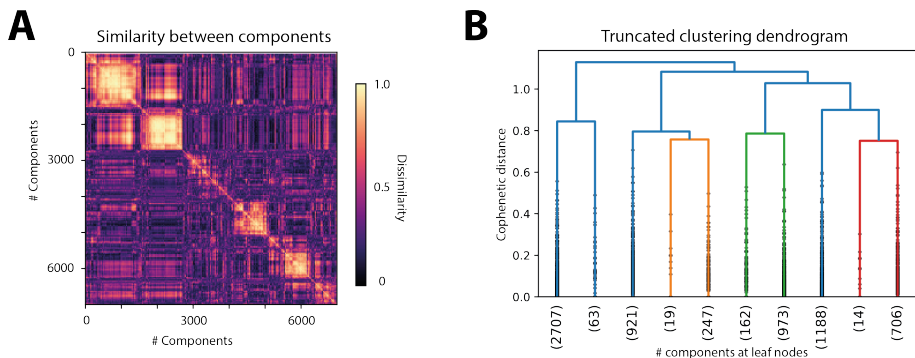 A
Similarity between components
0
3000
6000
# Components
0
3000
6000
# Components
1.0
0.5
0
Dissimilarity
B
Truncated clustering dendrogram
Cophenetic distance
1.0
0.8
0.6
0.4
0.2
0.0
(2707)
(63)
(921)
(19)
(247)
(162)
(973)
(1188)
(14)
(706)
# components at leaf nodes